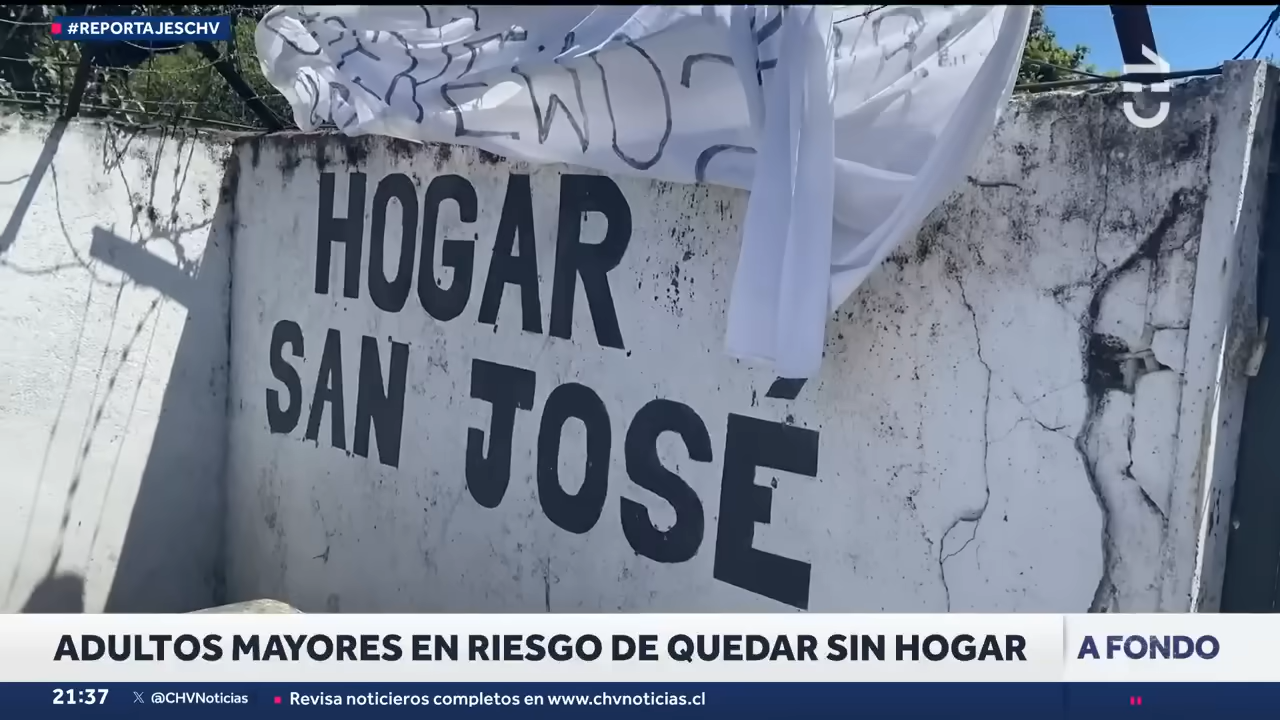 #REPORTAJESCHV
HOGAR
SAN JOSÉ
ADULTOS MAYORES EN RIESGO DE QUEDAR SIN HOGAR
A FONDO
21:37
@CHVNoticias
Revisa noticieros completos en www.chvnoticias.cl